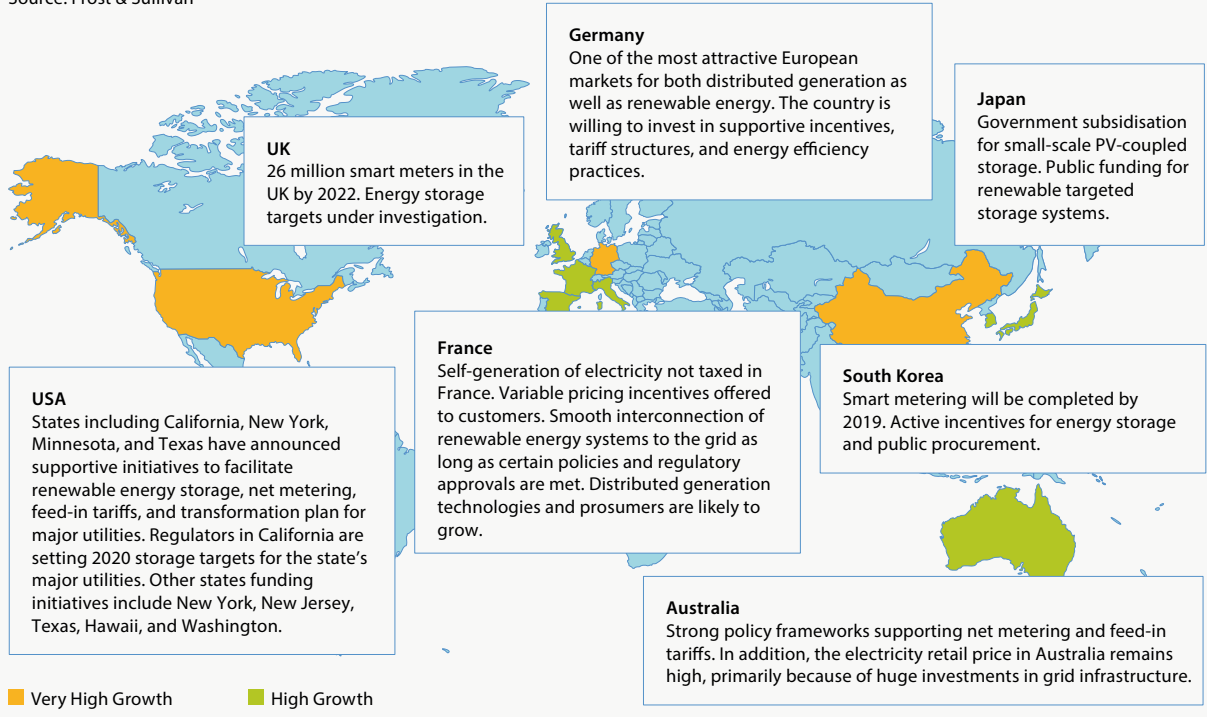 Source: Frost & Sullivan
Germany
One of the most attractive European
markets for both distributed generation as
well as renewable energy. The country is
willing to invest in supportive incentives,
tariff structures, and energy efficiency
practices.
Japan
Government subsidisation
for small-scale PV-coupled
storage. Public funding for
renewable targeted
storage systems.
UK
26 million smart meters in the
UK by 2022. Energy storage
targets under investigation.
France
Self-generation of electricity not taxed in
France. Variable pricing incentives offered
to customers. Smooth interconnection of
renewable energy systems to the grid as
long as certain policies and regulatory
approvals are met. Distributed generation
technologies and prosumers are likely to
grow.
South Korea
Smart metering will be completed by
2019. Active incentives for energy storage
and public procurement.
USA
States including California, New York,
Minnesota, and Texas have announced
supportive initiatives to facilitate
renewable energy storage, net metering,
feed-in tariffs, and transformation plan for
major utilities. Regulators in California are
setting 2020 storage targets for the state’s
major utilities. Other states funding
initiatives include New York, New Jersey,
Texas, Hawaii, and Washington.
Australia
Strong policy frameworks supporting net metering and feed-in
tariffs. In addition, the electricity retail price in Australia remains
high, primarily because of huge investments in grid infrastructure.
Very High Growth
High Growth